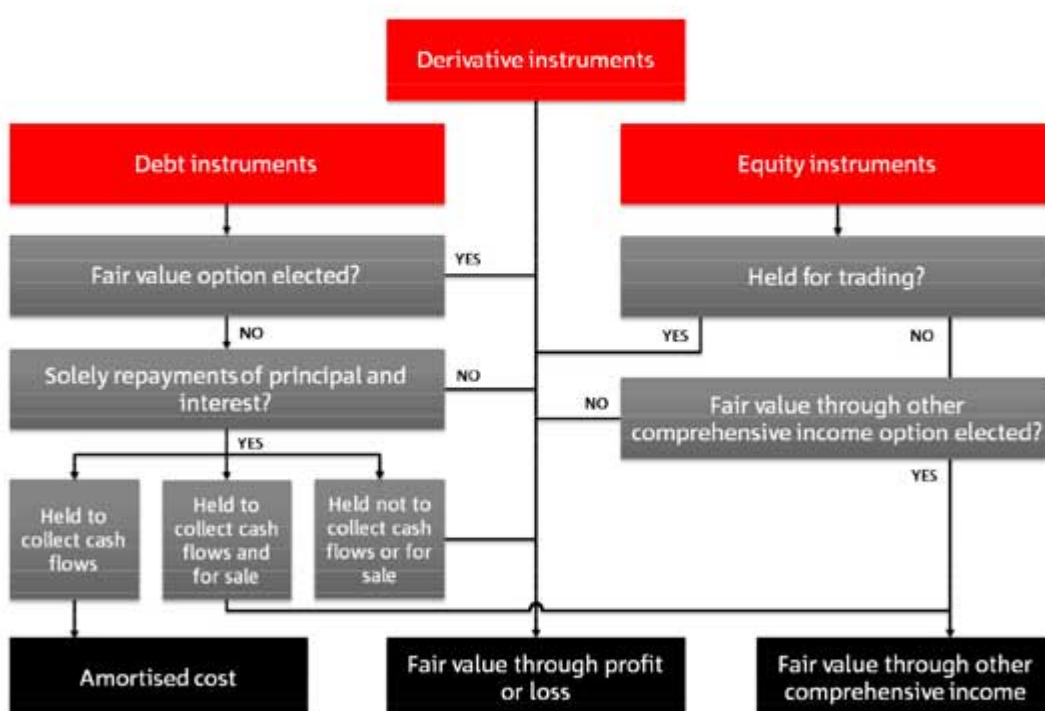 Derivative instruments
Debt instruments
Equity instruments
Fair value option elected?
YES
Held for trading?
NO
YES
NO
Solely repayments of principal and
interest?
NO
NO
Fair value through other
comprehensive income option elected?
YES
YES
Held to
collect cash
flows
Held to
collect cash
flows and
for sale
Held not to
collect cash
flows or for
sale
Amortised cost
Fair value through profit
or loss
Fair value through other
comprehensive income